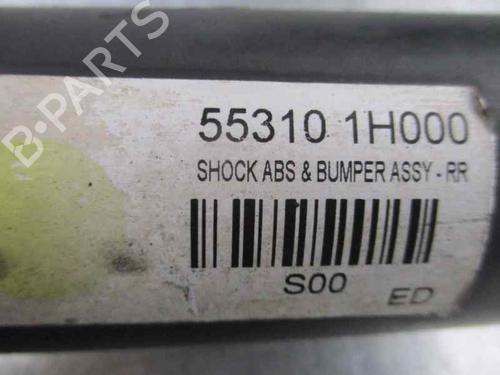 55310 1H000
SHOCK ABS & BUMPER ASSY - RR
S00
ED
B-PARTS